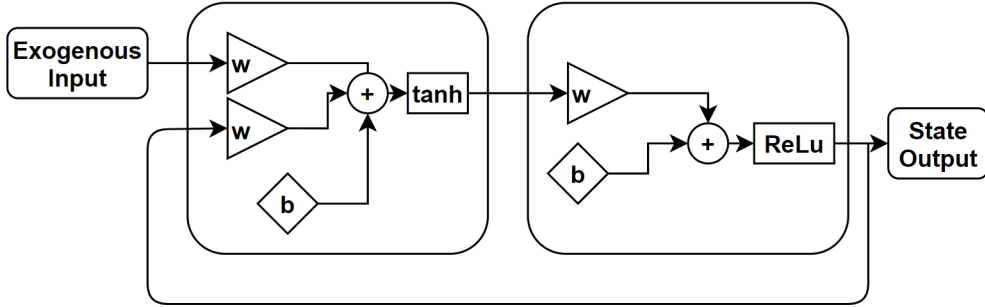 Exogenous
Input
w
w
+
tanh
b
w
b
+
ReLu
State
Output